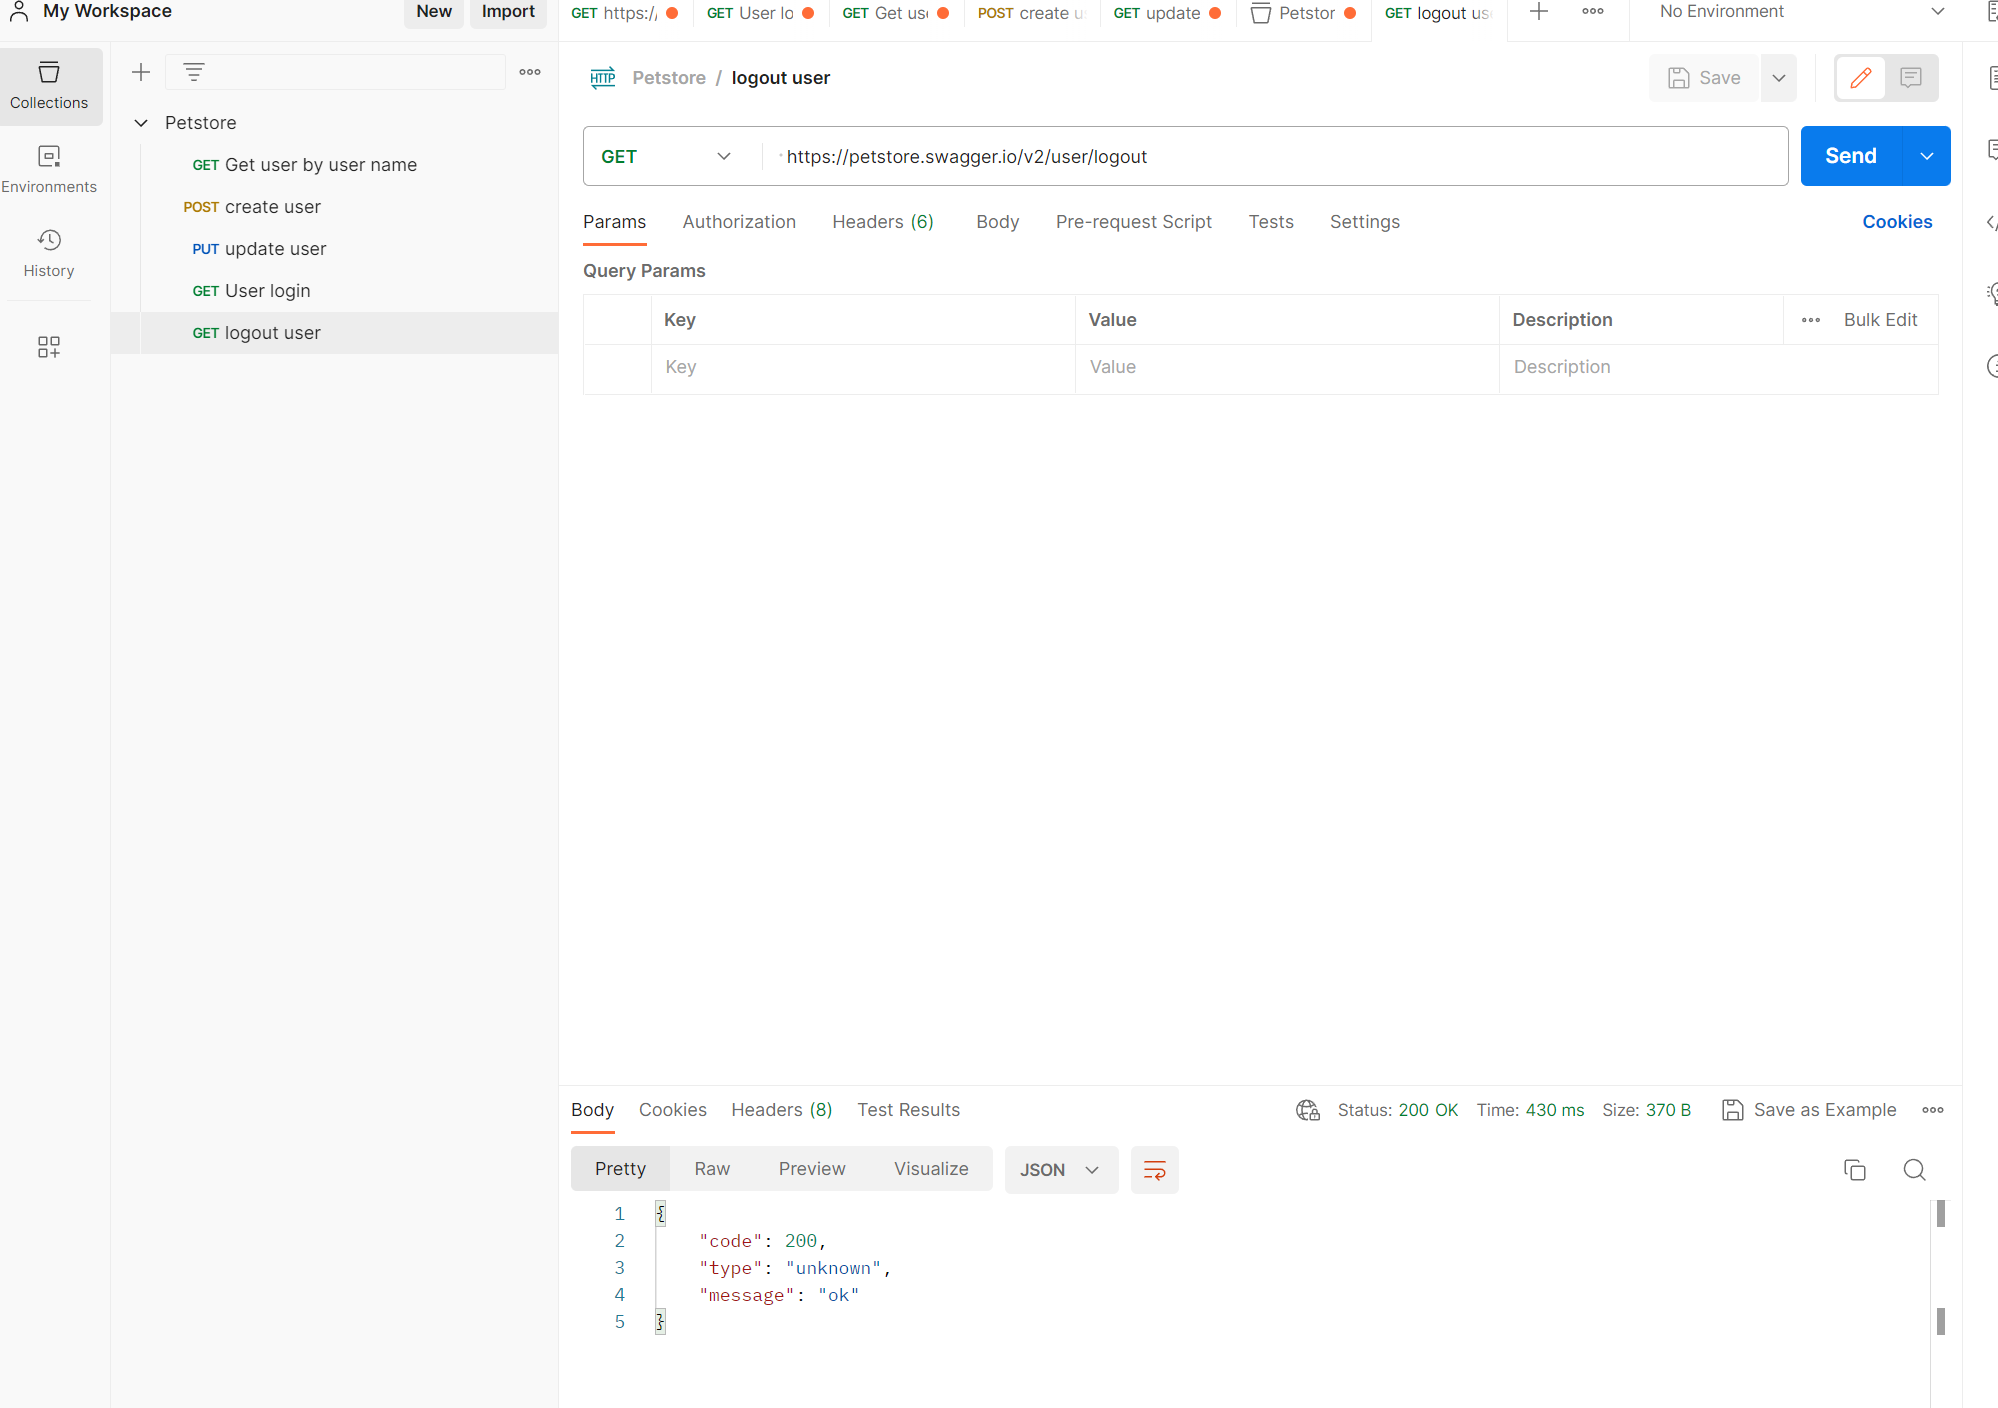 My Workspace
New
Import
GET https:/
GET User lo
GET Get us
POST create u
GET update
Petstor
GET logout us
No Environment
Collections
Environments
History
Petstore
GET Get user by user name
POST create user
PUT update user
GET User login
GET logout user
HTTP Petstore / logout user
Save
GET
https://petstore.swagger.io/v2/user/logout
Send
Params Authorization Headers (6) Body Pre-request Script Tests Settings Cookies
Query Params
Key Value Description Bulk Edit
Key Value Description
Body Cookies Headers (8) Test Results Status: 200 OK Time: 430 ms Size: 370 B Save as Example
Pretty Raw Preview Visualize JSON
1 {
2 "code": 200,
3 "type": "unknown",
4 "message": "ok"
5 }